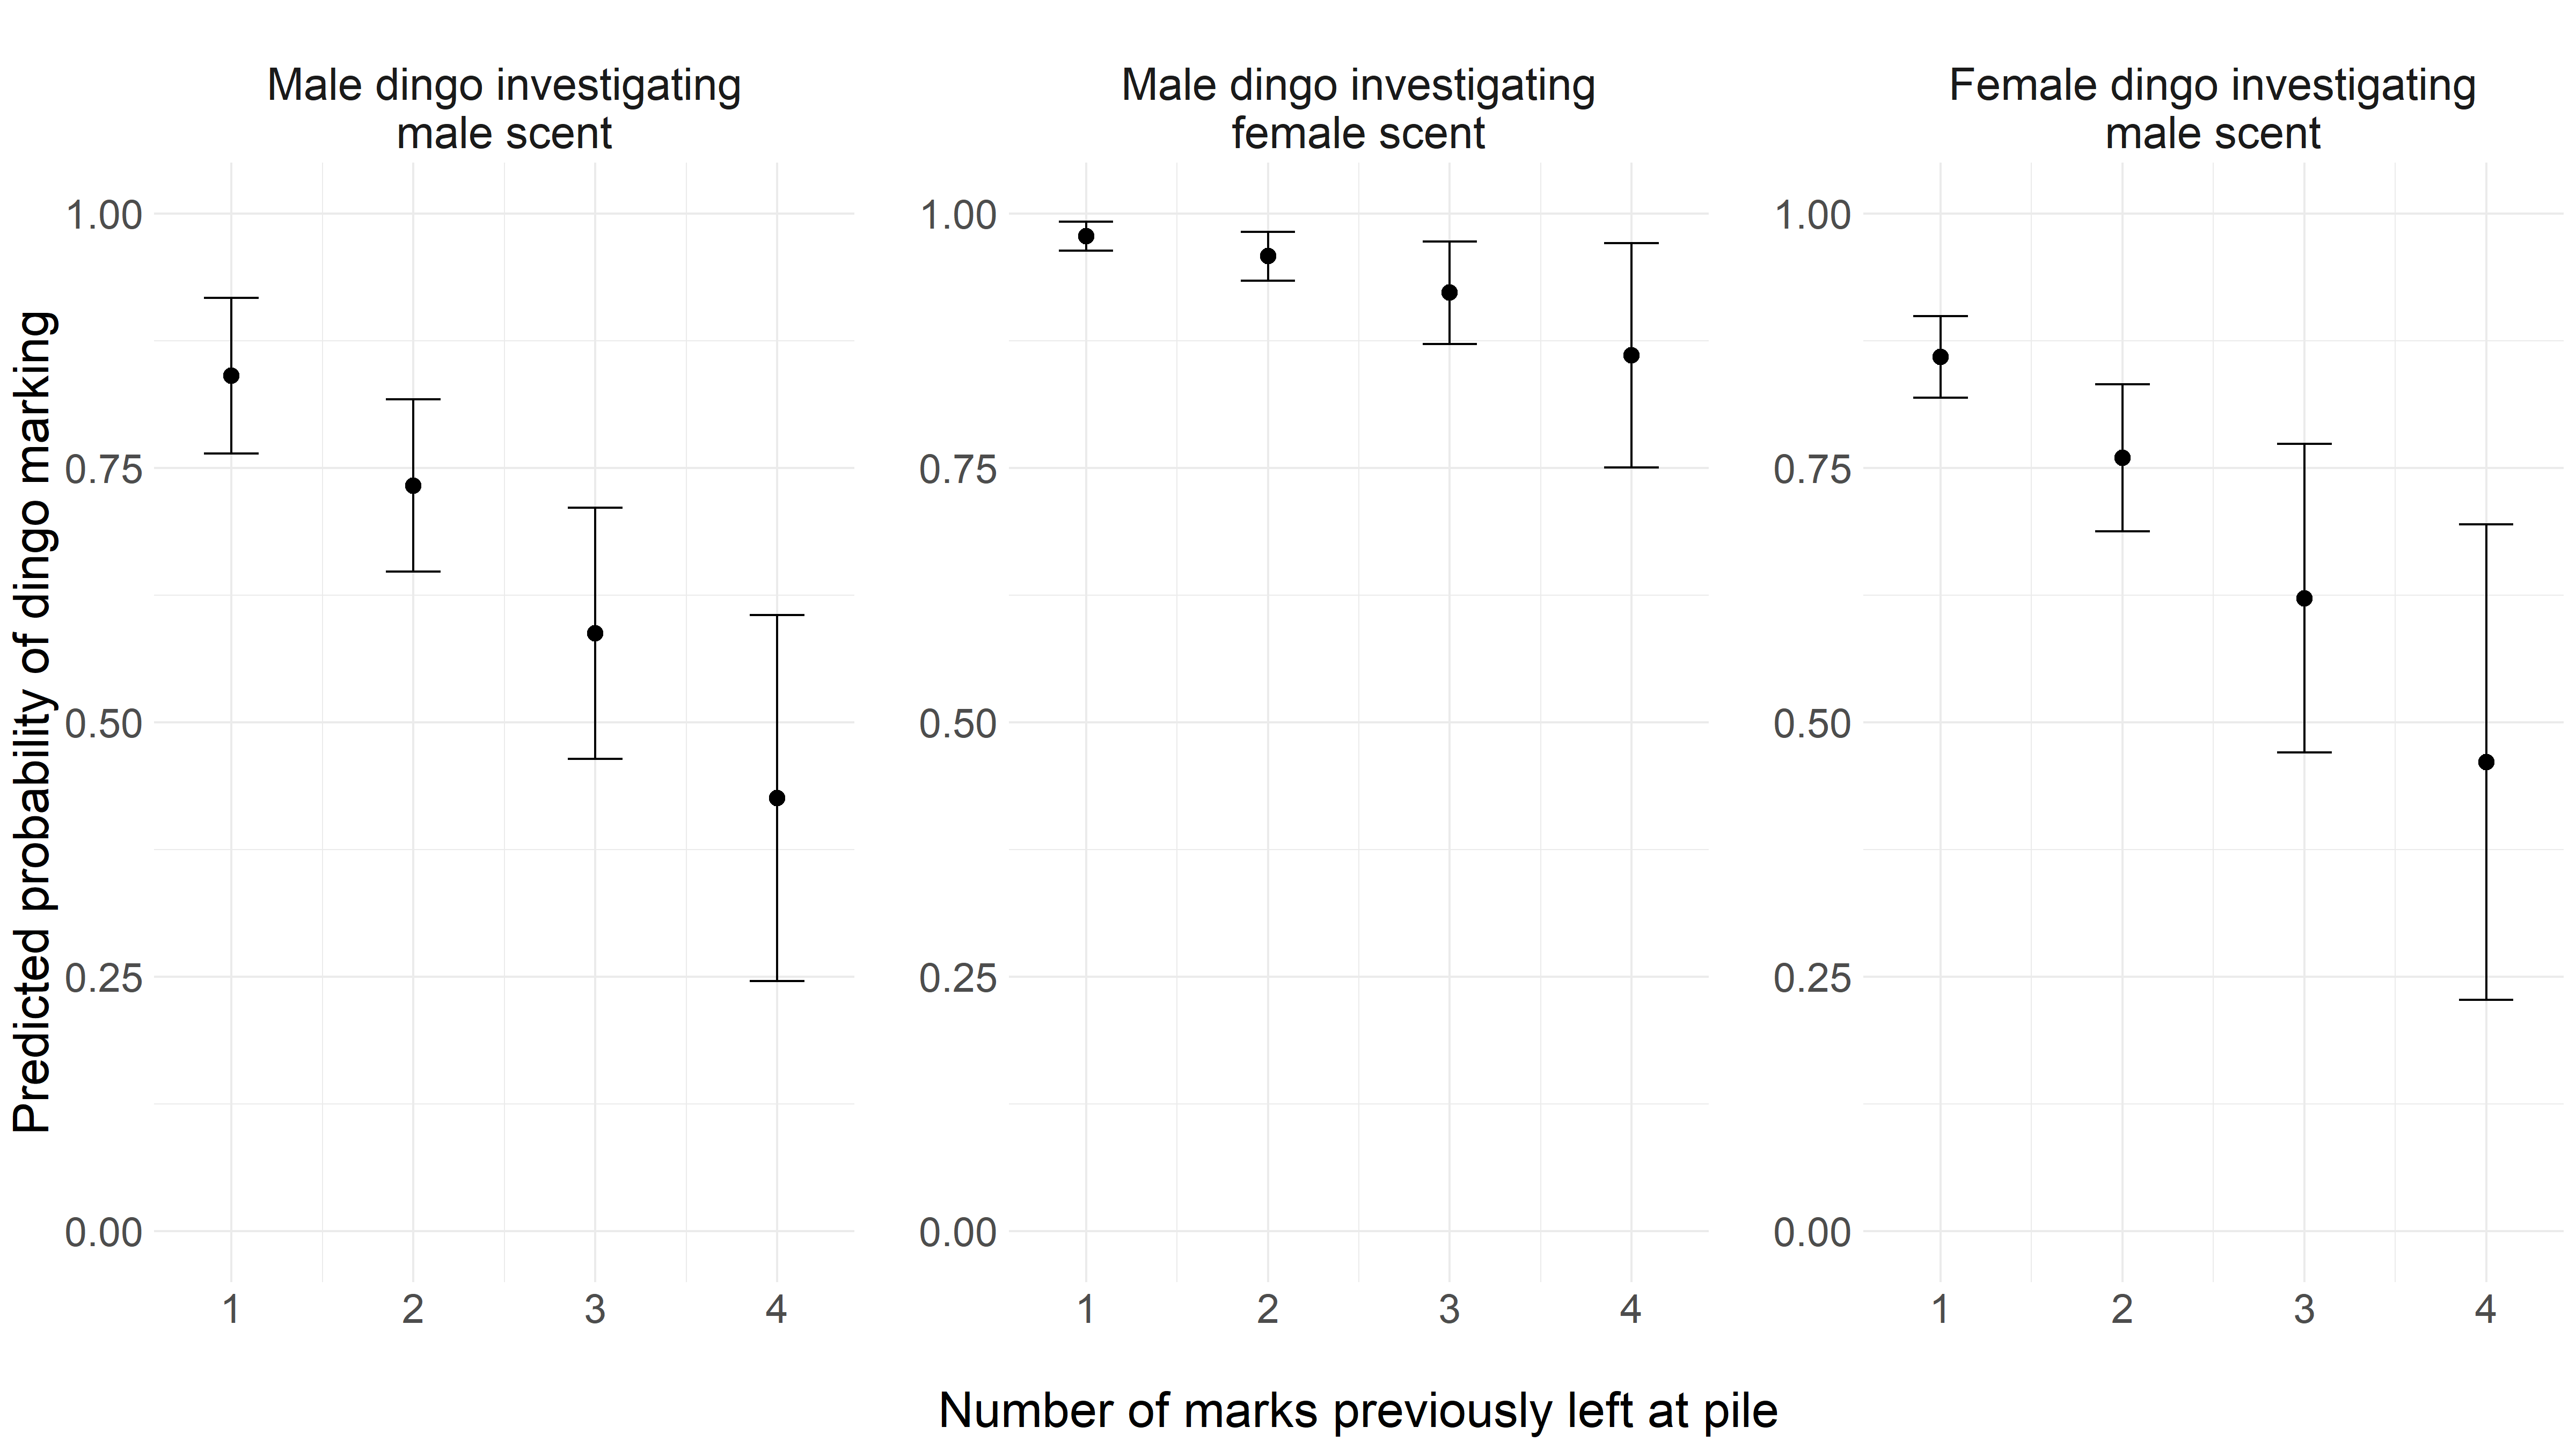 Male dingo investigating
male scent
Male dingo investigating
female scent
Female dingo investigating
male scent
Predicted probability of dingo marking
1.00
0.75
0.50
0.25
0.00
1.00
0.75
0.50
0.25
0.00
1.00
0.75
0.50
0.25
0.00
1 2 3 4
1 2 3 4
1 2 3 4
Number of marks previously left at pile